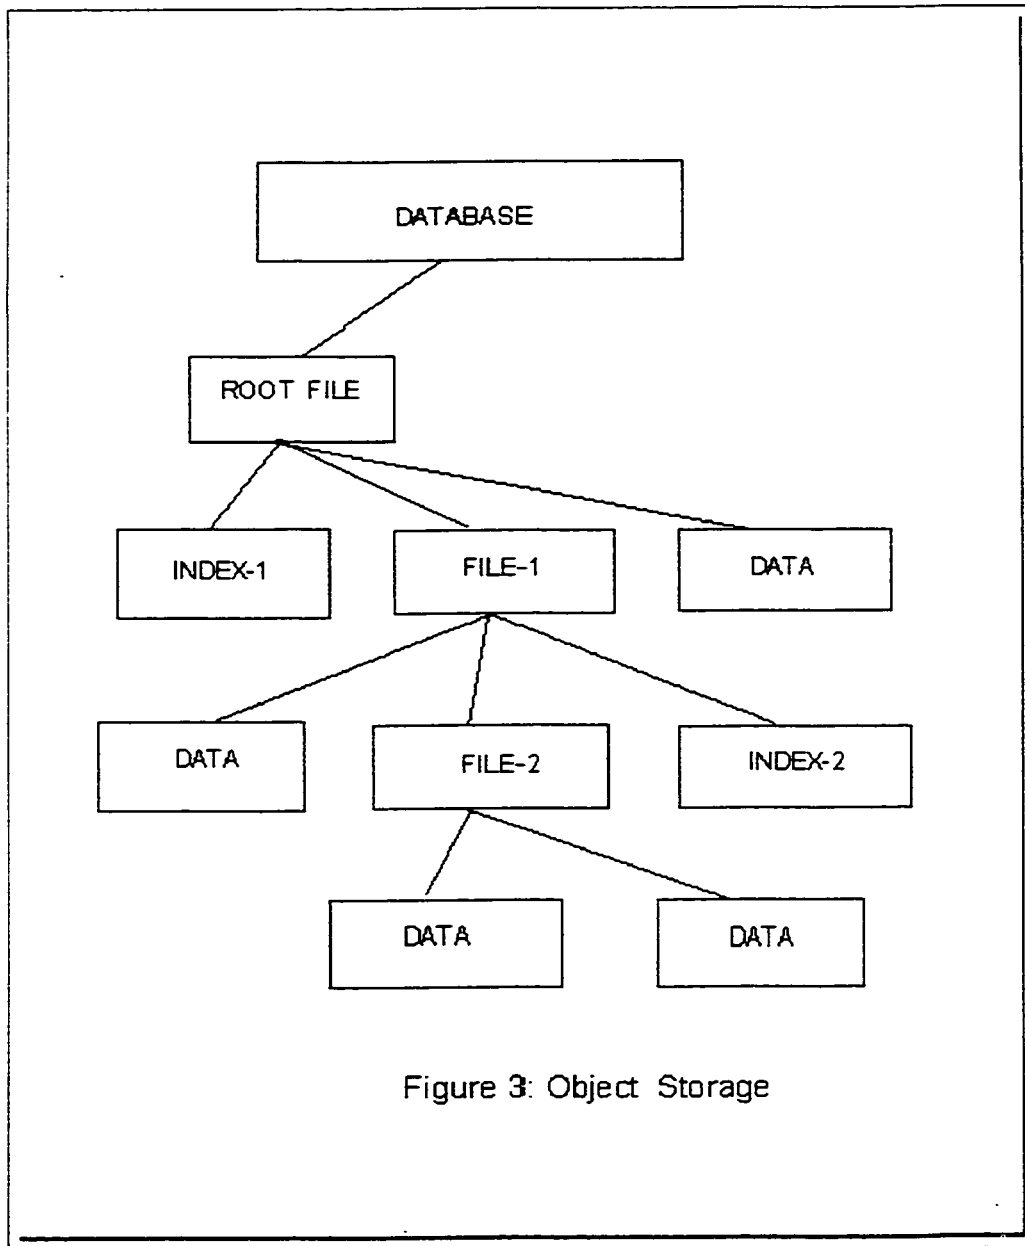 DATABASE
ROOT FILE
INDEX-1
FILE-1
DATA
DATA
FILE-2
INDEX-2
DATA
DATA
Figure 3: Object Storage